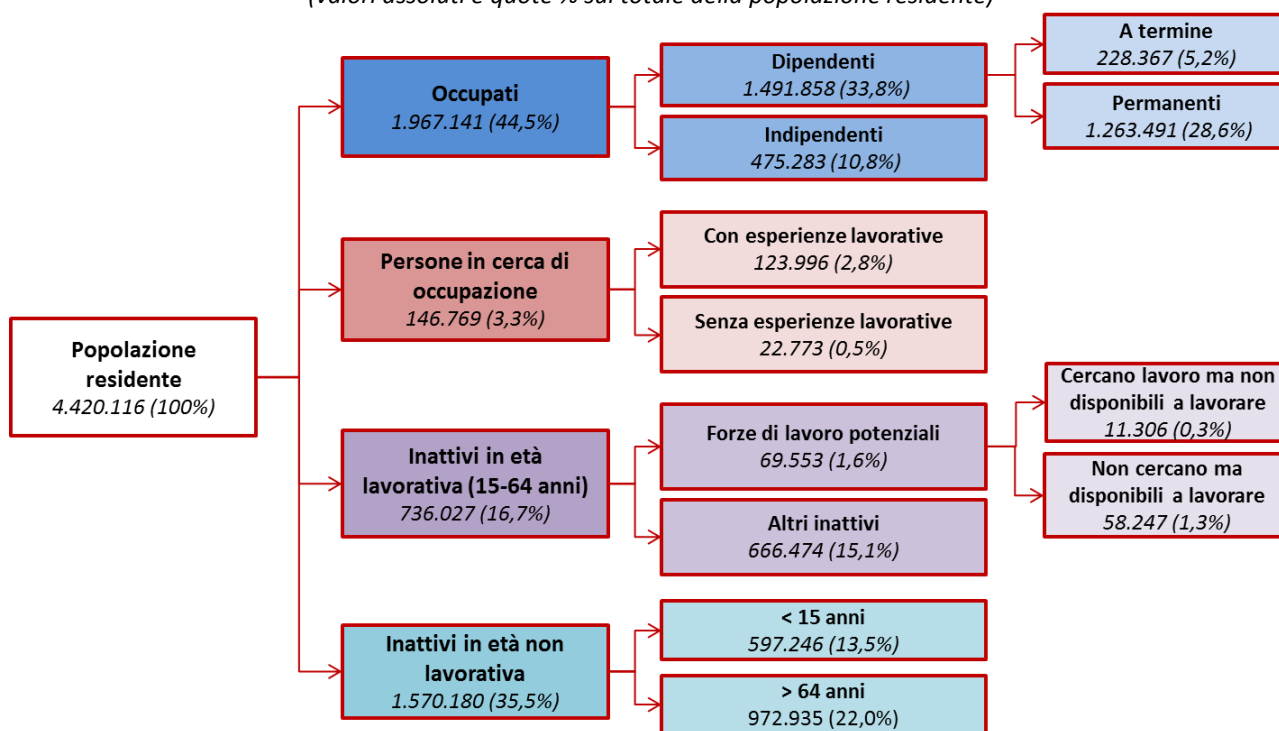 (valori assoluti e quote % sul totale della popolazione residente)
Popolazione
residente
4.420.116 (100%)
Occupati
1.967.141 (44,5%)
Dipendenti
1.491.858 (33,8%)
A termine
228.367 (5,2%)
Permanenti
1.263.491 (28,6%)
Indipendenti
475.283 (10,8%)
Persone in cerca di
occupazione
146.769 (3,3%)
Con esperienze lavorative
123.996 (2,8%)
Senza esperienze lavorative
22.773 (0,5%)
Inattivi in età
lavorativa (15-64 anni)
736.027 (16,7%)
Forze di lavoro potenziali
69.553 (1,6%)
Cercano lavoro ma non
disponibili a lavorare
11.306 (0,3%)
Non cercano ma
disponibili a lavorare
58.247 (1,3%)
Altri inattivi
666.474 (15,1%)
Inattivi in età non
lavorativa
1.570.180 (35,5%)
< 15 anni
597.246 (13,5%)
> 64 anni
972.935 (22,0%)